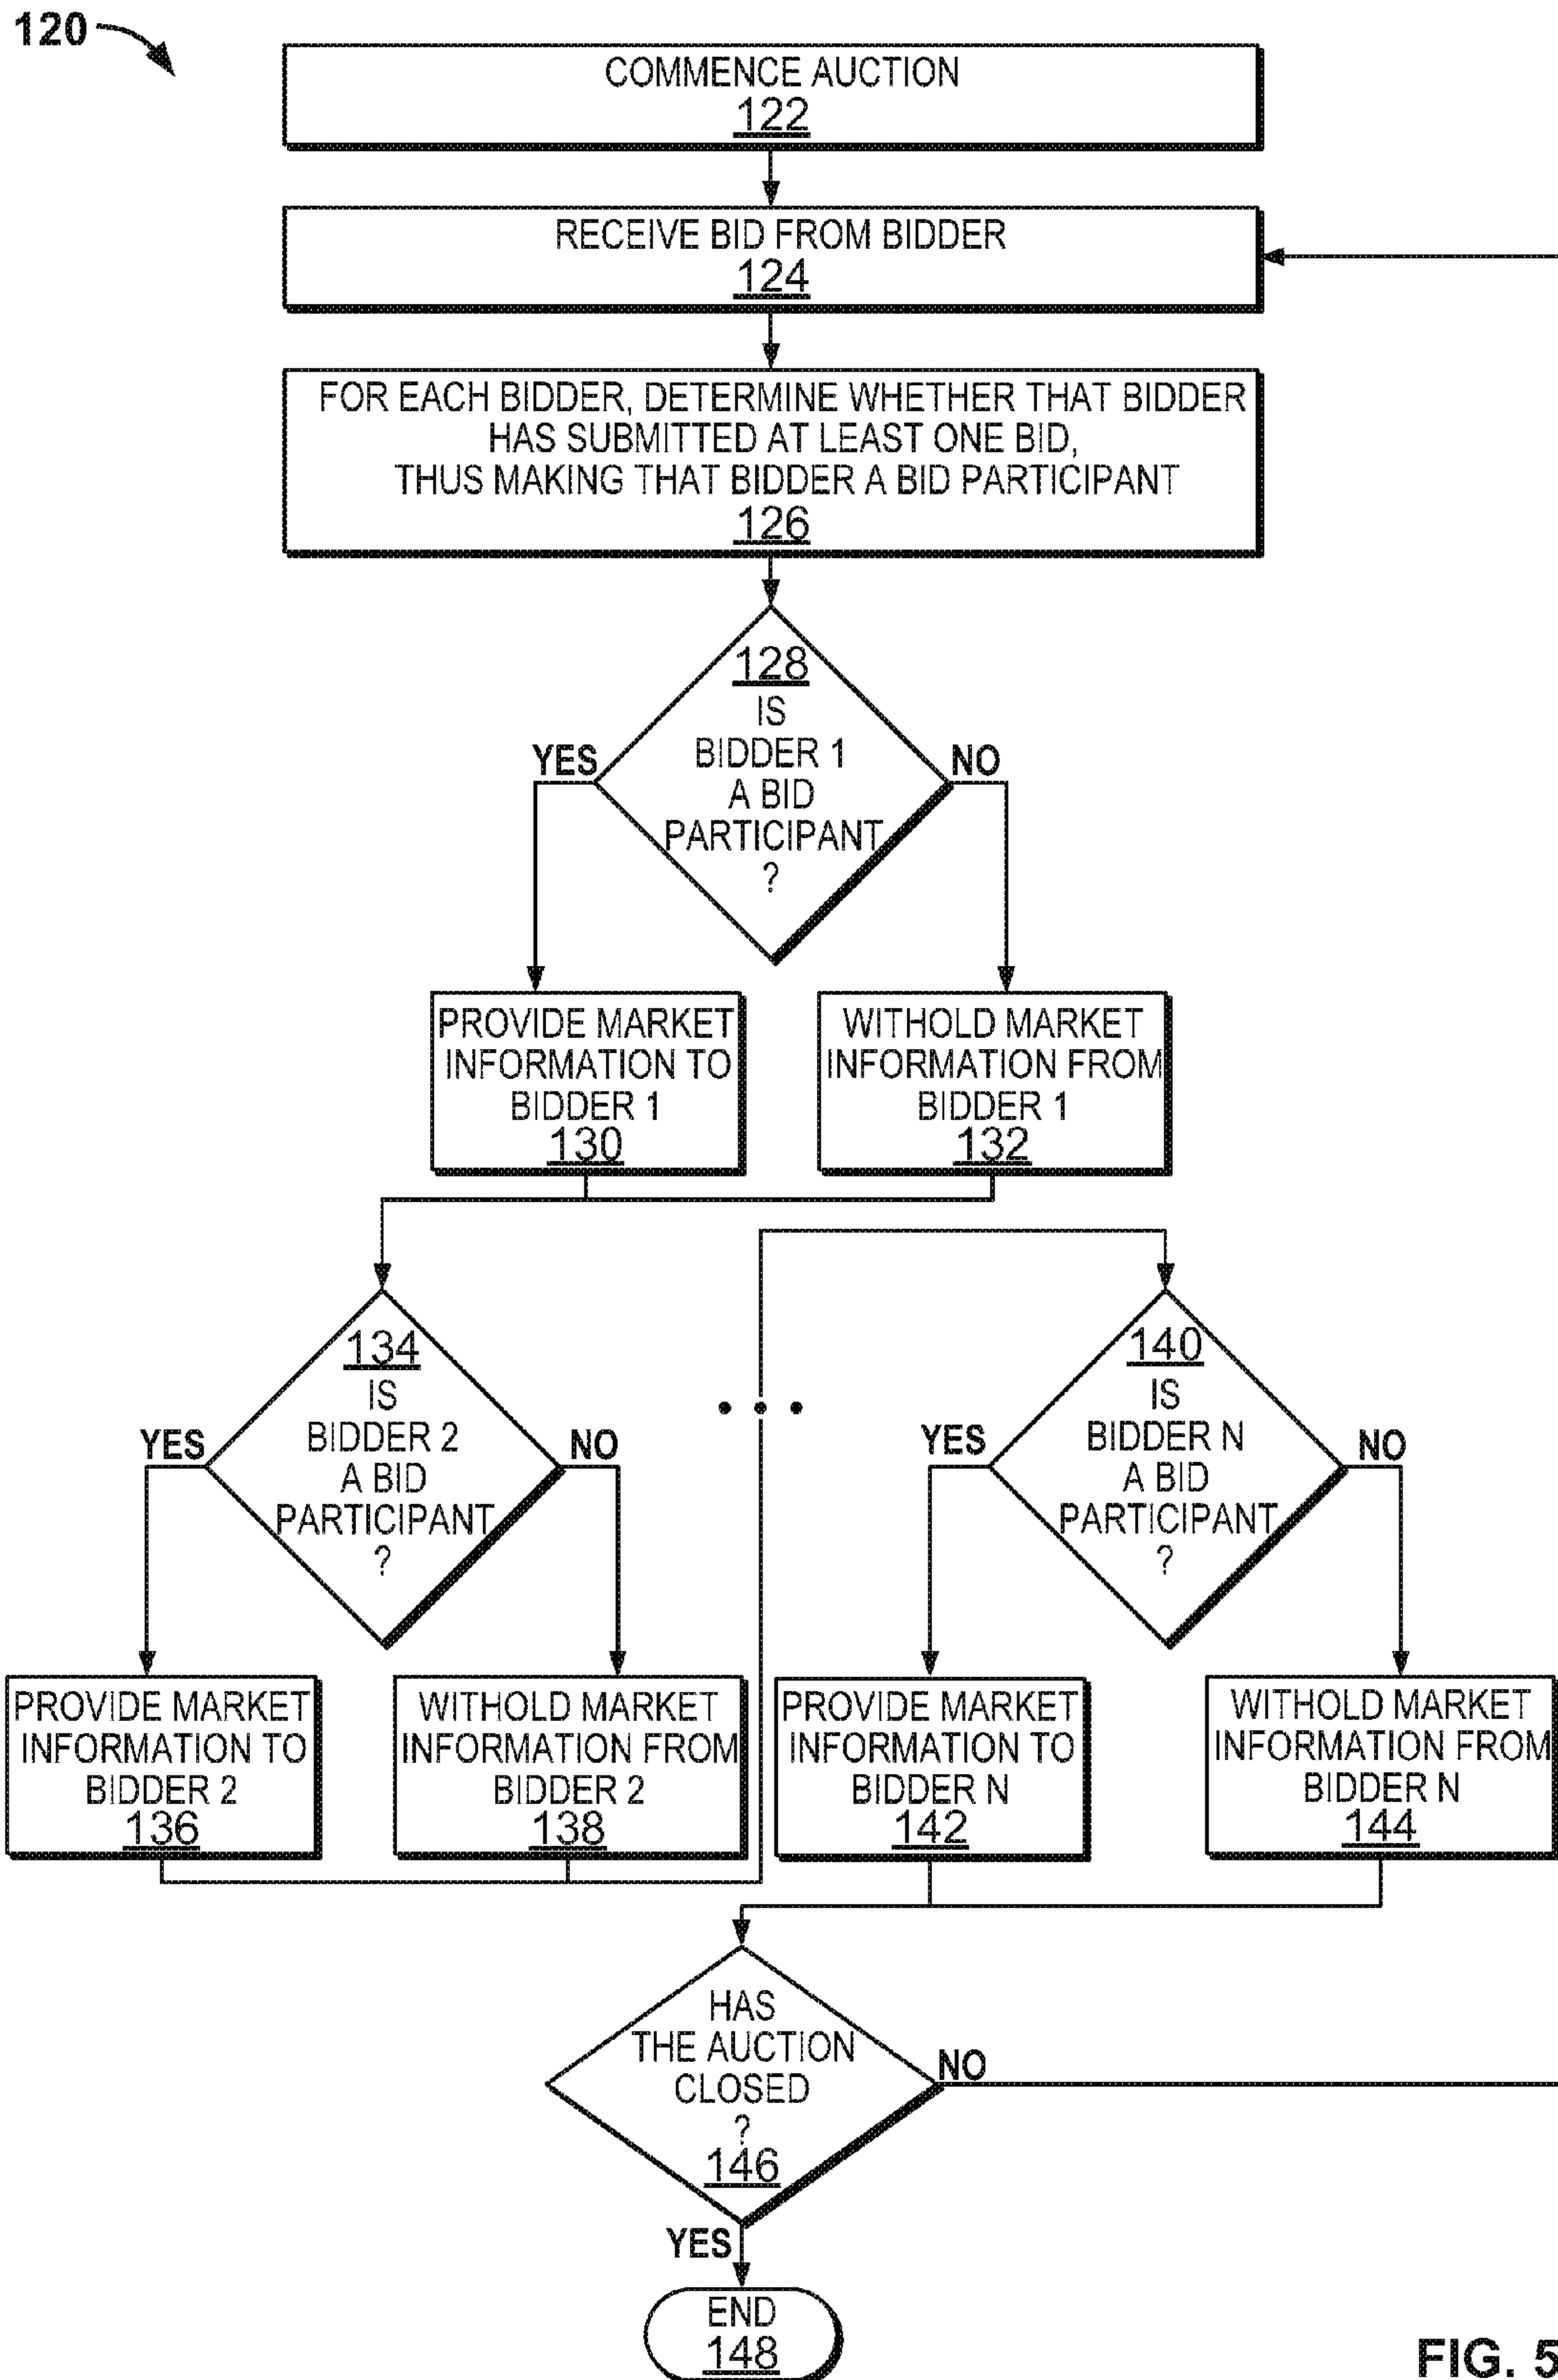 120
COMMENCE AUCTION
122
RECEIVE BID FROM BIDDER
124
FOR EACH BIDDER, DETERMINE WHETHER THAT BIDDER
HAS SUBMITTED AT LEAST ONE BID,
THUS MAKING THAT BIDDER A BID PARTICIPANT
126
128
IS
BIDDER 1
A BID
PARTICIPANT
?
YES
NO
PROVIDE MARKET
INFORMATION TO
BIDDER 1
130
WITHOLD MARKET
INFORMATION FROM
BIDDER 1
132
134
IS
BIDDER 2
A BID
PARTICIPANT
?
YES
NO
• • •
140
IS
BIDDER N
A BID
PARTICIPANT
?
YES
NO
PROVIDE MARKET
INFORMATION TO
BIDDER 2
136
WITHOLD MARKET
INFORMATION FROM
BIDDER 2
138
PROVIDE MARKET
INFORMATION TO
BIDDER N
142
WITHOLD MARKET
INFORMATION FROM
BIDDER N
144
HAS
THE AUCTION
CLOSED
?
146
NO
YES
END
148
FIG. 5